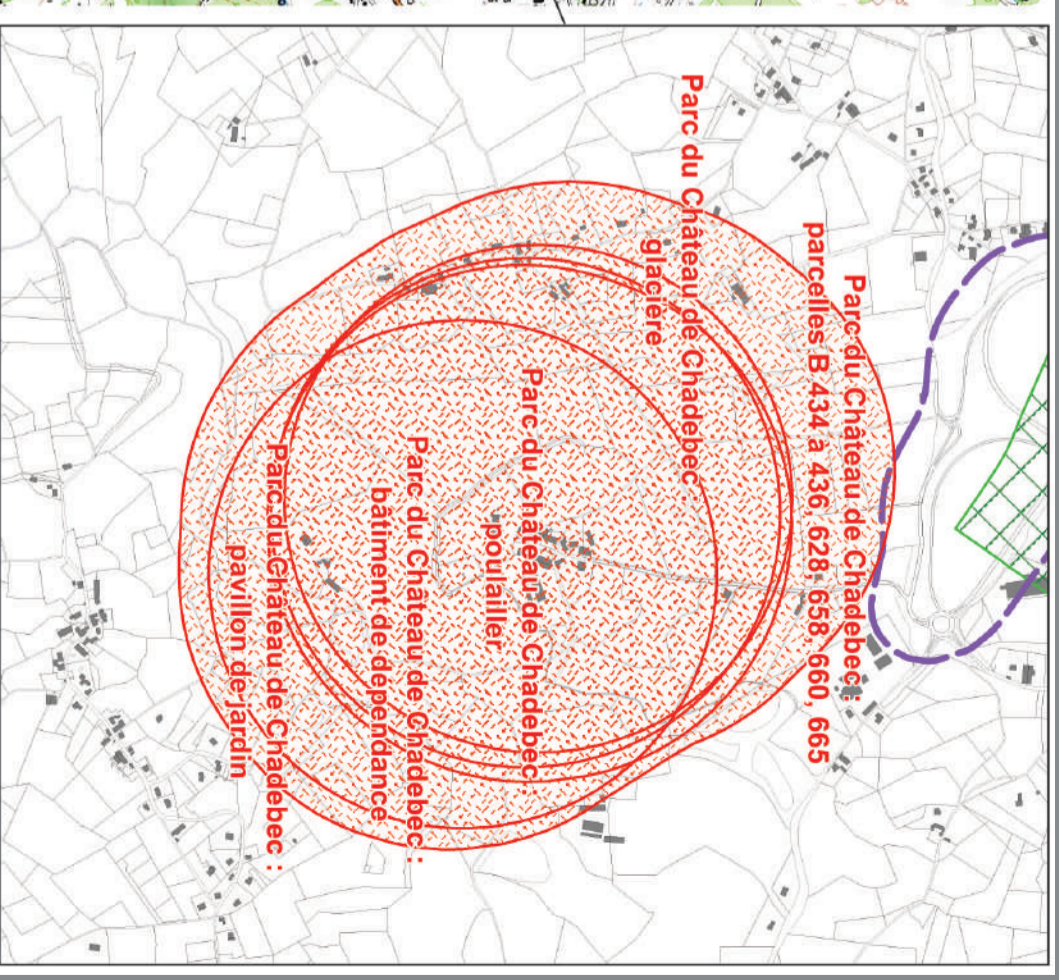 Parc du Château de Chadebec :
parcelles B 434 à 436, 628, 658, 660, 665
Parc du Château de Chadebec :
glacière
Parc du Château de Chadebec :
poulailler
Parc du Château de Chadebec :
bâtiment de dépendance
Parc du Château de Chadebec :
pavillon de jardin